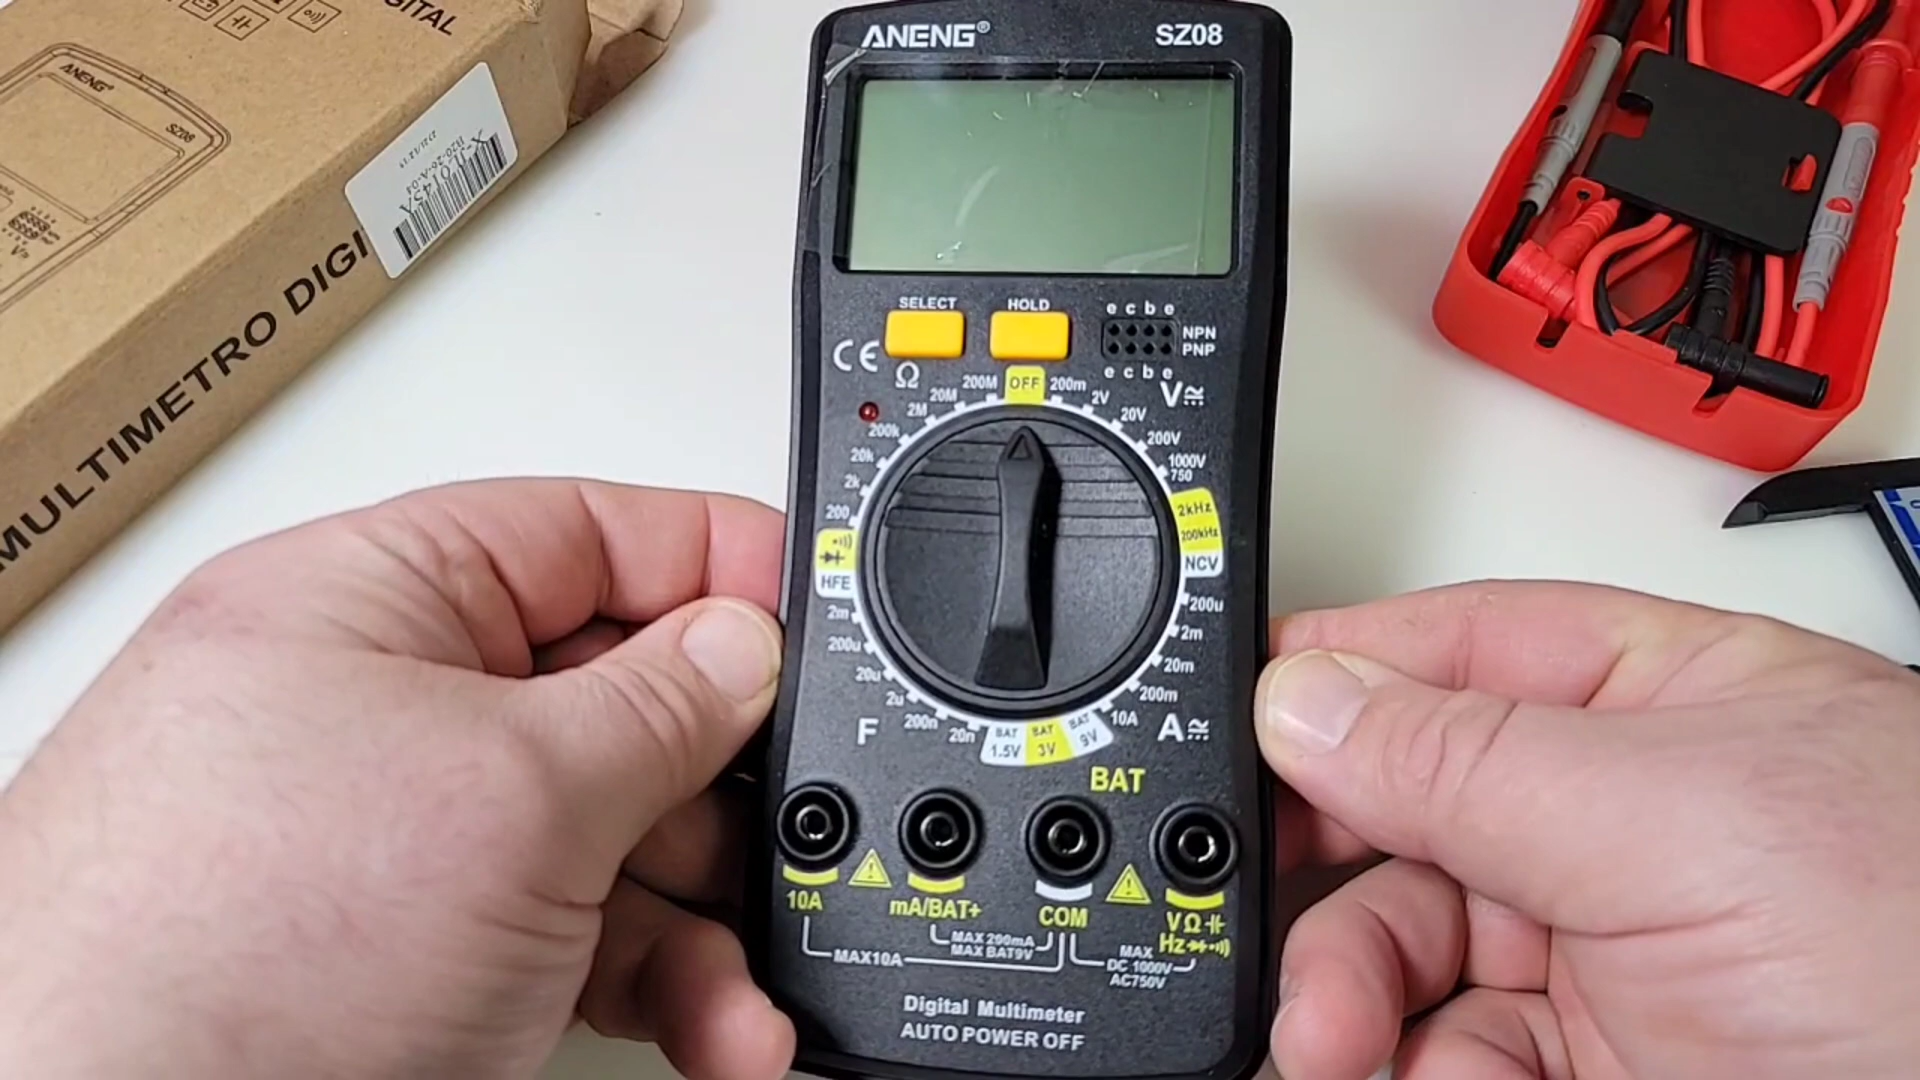 ANENG® SZ08
SELECT HOLD
e c b e
NPN
PNP
e c b e
CE
Ω
OFF
200m
2V
20V
200V
1000V
750
V
2kHz
200kHz
NCV
200u
2m
20m
200m
10A
A
BAT 9V
BAT 3V
BAT 1.5V
BAT
20n
200n
2u
20u
200u
2m
F
HFE
200
2k
20k
200k
2M
20M
200M
10A
mA/BAT+
COM
VΩ
Hz
MAX10A
MAX 200mA
MAX BAT9V
MAX
DC 1000V
AC750V
Digital Multimeter
AUTO POWER OFF
ANENG®
SZ08
MULTIMETRO DIGI
GITAL